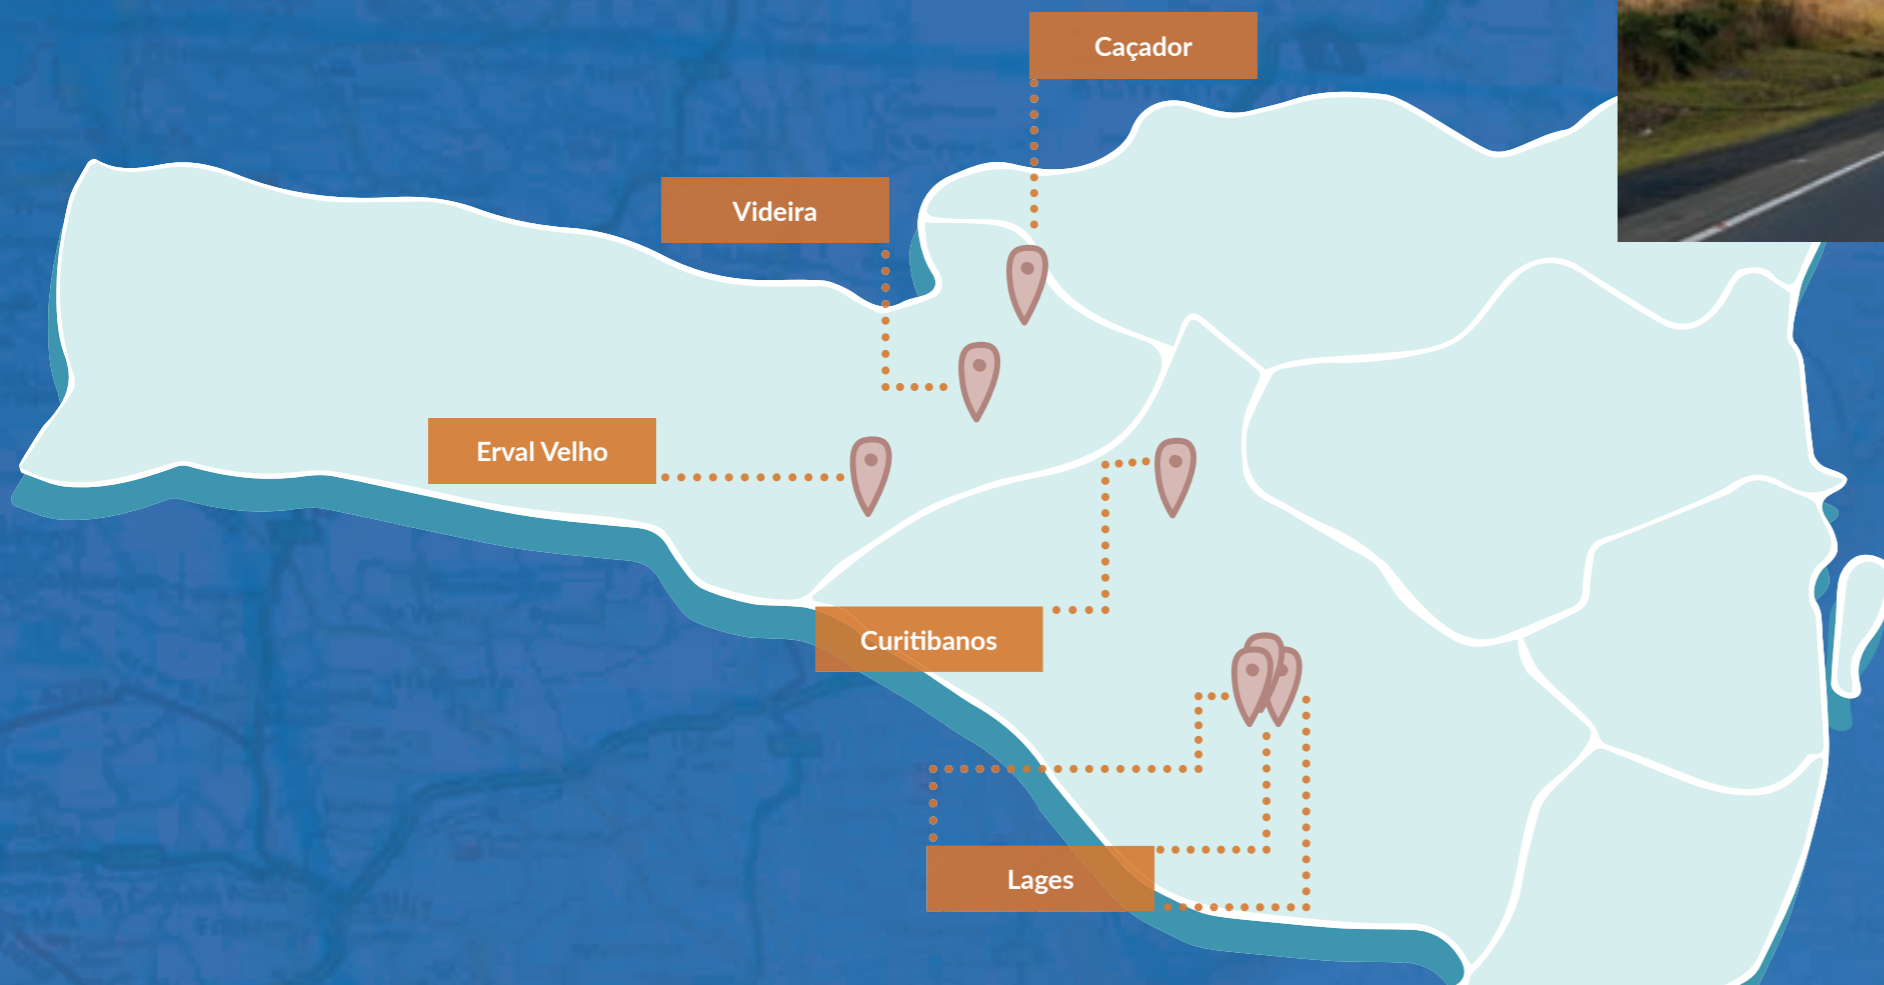 Caçador
Videira
Erval Velho
Curitibanos
Lages